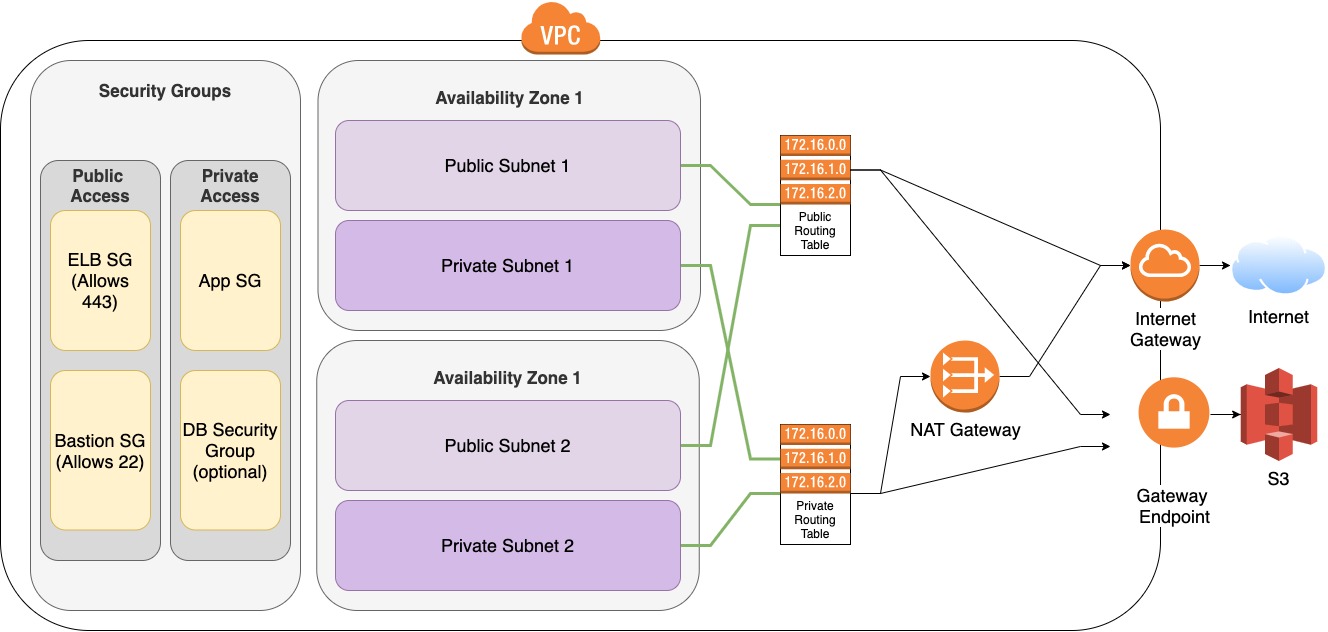 VPC
Security Groups
Public
Access
ELB SG
(Allows
443)
Bastion SG
(Allows 22)
Private
Access
App SG
DB Security
Group
(optional)
Availability Zone 1
Public Subnet 1
Private Subnet 1
Availability Zone 1
Public Subnet 2
Private Subnet 2
172.16.0.0
172.16.1.0
172.16.2.0
Public
Routing
Table
172.16.0.0
172.16.1.0
172.16.2.0
Private
Routing
Table
NAT Gateway
Internet
Gateway
Internet
Gateway
Endpoint
S3